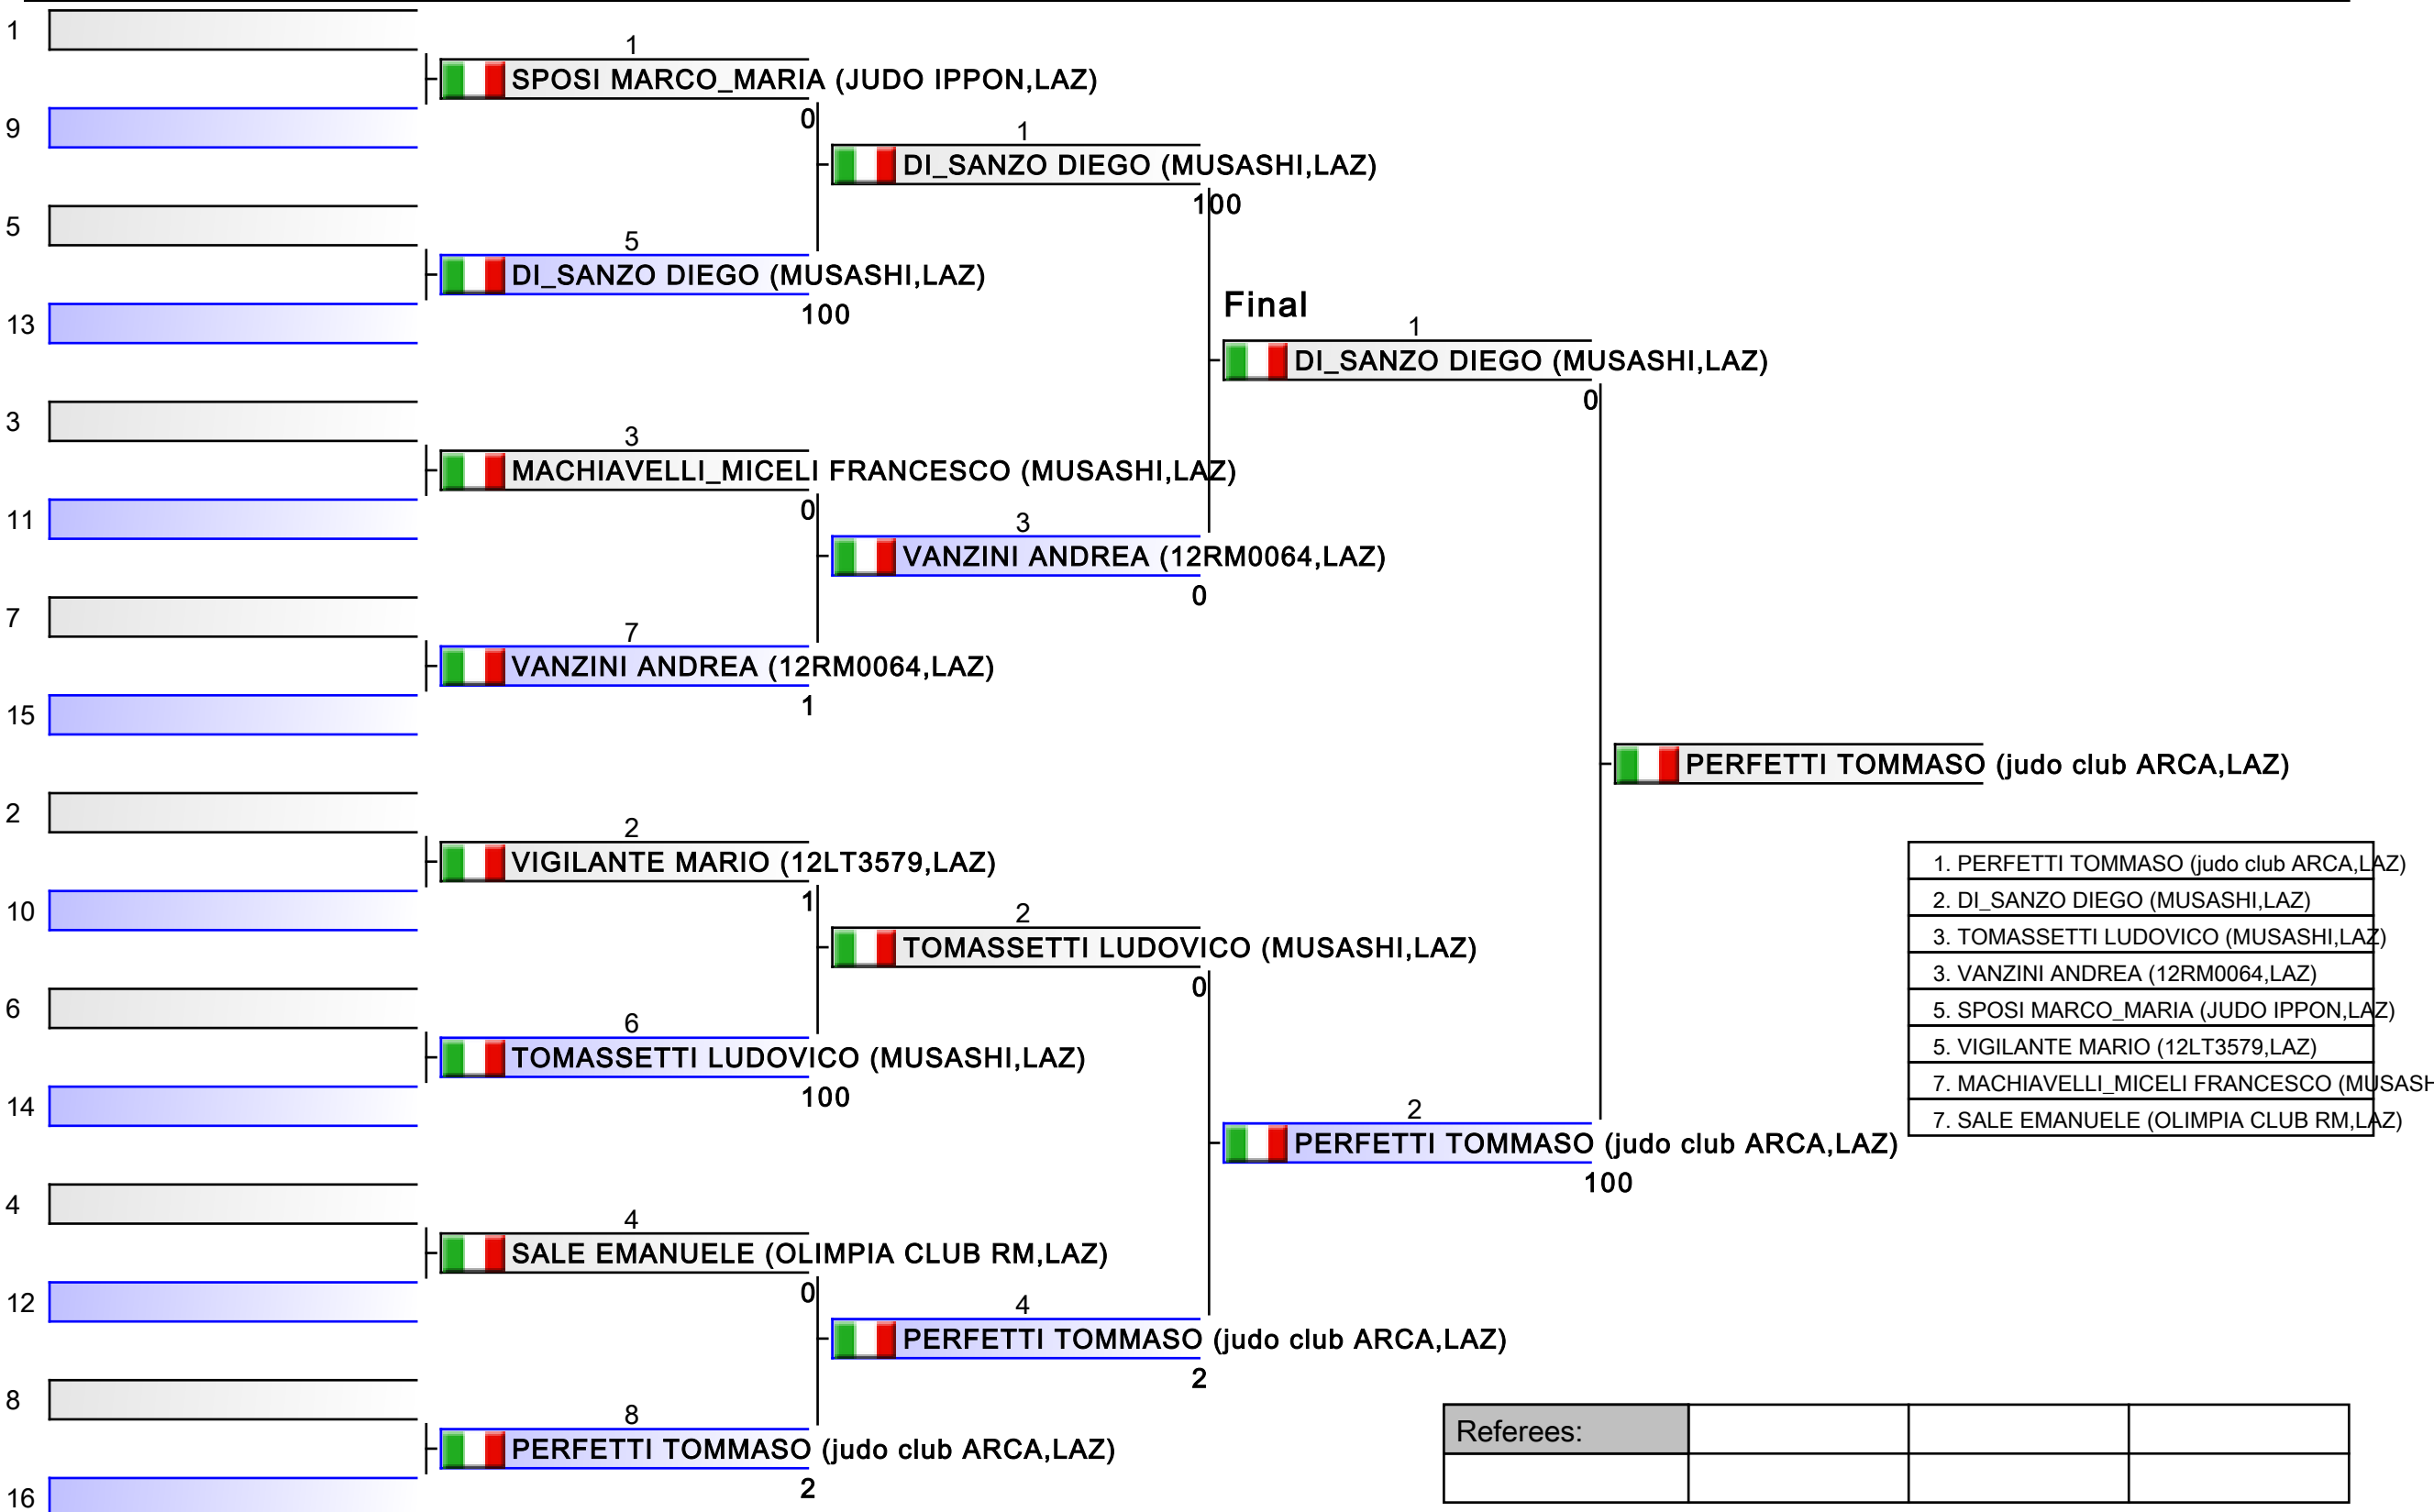 1
1
SPOSI MARCO_MARIA (JUDO IPPON,LAZ)
0
9
1
DI_SANZO DIEGO (MUSASHI,LAZ)
100
5
5
DI_SANZO DIEGO (MUSASHI,LAZ)
100
13
Final
1
DI_SANZO DIEGO (MUSASHI,LAZ)
0
3
3
MACHIAVELLI_MICELI FRANCESCO (MUSASHI,LAZ)
0
11
3
VANZINI ANDREA (12RM0064,LAZ)
0
7
7
VANZINI ANDREA (12RM0064,LAZ)
1
15
PERFETTI TOMMASO (judo club ARCA,LAZ)
2
2
VIGILANTE MARIO (12LT3579,LAZ)
1
10
2
TOMASSETTI LUDOVICO (MUSASHI,LAZ)
0
6
6
TOMASSETTI LUDOVICO (MUSASHI,LAZ)
100
14
1. PERFETTI TOMMASO (judo club ARCA,LAZ)
2. DI_SANZO DIEGO (MUSASHI,LAZ)
3. TOMASSETTI LUDOVICO (MUSASHI,LAZ)
3. VANZINI ANDREA (12RM0064,LAZ)
5. SPOSI MARCO_MARIA (JUDO IPPON,LAZ)
5. VIGILANTE MARIO (12LT3579,LAZ)
7. MACHIAVELLI_MICELI FRANCESCO (MUSASH
7. SALE EMANUELE (OLIMPIA CLUB RM,LAZ)
2
PERFETTI TOMMASO (judo club ARCA,LAZ)
100
4
4
SALE EMANUELE (OLIMPIA CLUB RM,LAZ)
0
12
4
PERFETTI TOMMASO (judo club ARCA,LAZ)
2
8
8
PERFETTI TOMMASO (judo club ARCA,LAZ)
2
16
Referees: